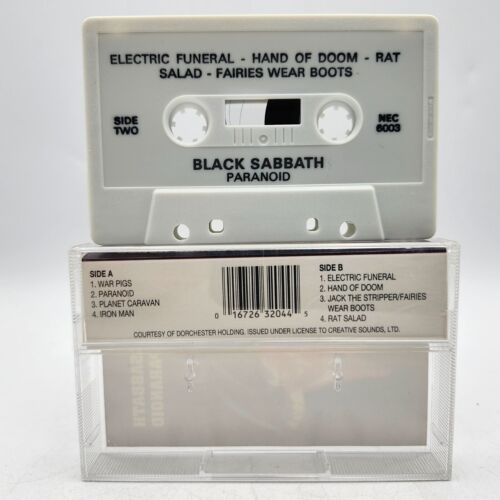 ELECTRIC FUNERAL - HAND OF DOOM - RAT
SALAD - FAIRIES WEAR BOOTS
SIDE
TWO
NEC
6003
BLACK SABBATH
PARANOID
SIDE A
1. WAR PIGS
2. PARANOID
3. PLANET CARAVAN
4. IRON MAN
0 16726 32044 5
SIDE B
1. ELECTRIC FUNERAL
2. HAND OF DOOM
3. JACK THE STRIPPER/FAIRIES
WEAR BOOTS
4. RAT SALAD
COURTESY OF DORCHESTER HOLDING. ISSUED UNDER LICENSE TO CREATIVE SOUNDS, LTD.
SABBATH
PARANOID